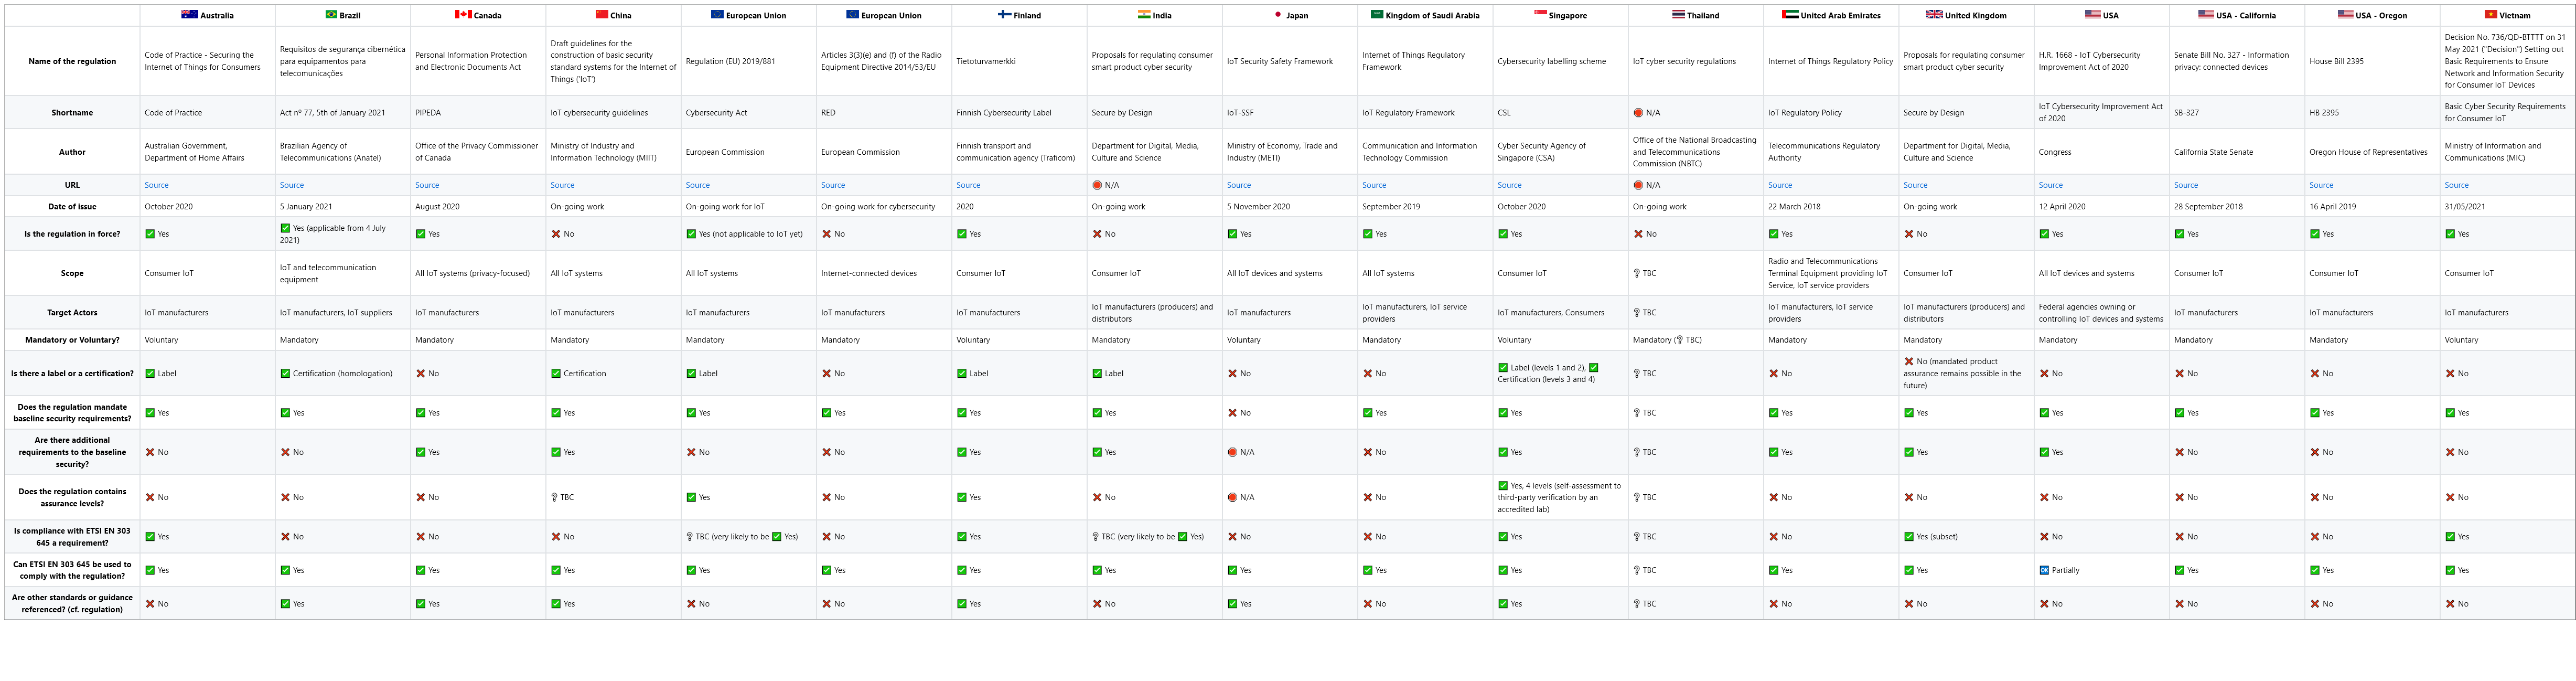 Australia Brazil Canada China European Union European Union Finland India Japan Kingdom of Saudi Arabia Singapore Thailand United Arab Emirates United Kingdom USA USA - California USA - Oregon Vietnam
Name of the regulation
Code of Practice - Securing the
Internet of Things for Consumers
Requisitos de segurança cibernética
para equipamentos para
telecomunicações
Personal Information Protection
and Electronic Documents Act
Draft guidelines for the
construction of basic security
standard systems for the Internet of
Things ('IoT')
Regulation (EU) 2019/881
Articles 3(3)(e) and (f) of the Radio
Equipment Directive 2014/53/EU
Tietoturvamerkki
Proposals for regulating consumer
smart product cyber security
IoT Security Safety Framework
Internet of Things Regulatory
Framework
Cybersecurity labelling scheme
IoT cyber security regulations
Internet of Things Regulatory Policy
Proposals for regulating consumer
smart product cyber security
H.R. 1668 - IoT Cybersecurity
Improvement Act of 2020
Senate Bill No. 327 - Information
privacy: connected devices
House Bill 2395
Decision No. 736/QĐ-BTTTT on 31
May 2021 ("Decision") Setting out
Basic Requirements to Ensure
Network and Information Security
for Consumer IoT Devices
Shortname
Code of Practice
Act nº 77, 5th of January 2021
PIPEDA
IoT cybersecurity guidelines
Cybersecurity Act
RED
Finnish Cybersecurity Label
Secure by Design
IoT-SSF
IoT Regulatory Framework
CSL
N/A
IoT Regulatory Policy
Secure by Design
IoT Cybersecurity Improvement Act
of 2020
SB-327
HB 2395
Basic Cyber Security Requirements
for Consumer IoT
Author
Australian Government,
Department of Home Affairs
Brazilian Agency of
Telecommunications (Anatel)
Office of the Privacy Commissioner
of Canada
Ministry of Industry and
Information Technology (MIIT)
European Commission
European Commission
Finnish transport and
communication agency (Traficom)
Department for Digital, Media,
Culture and Science
Ministry of Economy, Trade and
Industry (METI)
Communication and Information
Technology Commission
Cyber Security Agency of
Singapore (CSA)
Office of the National Broadcasting
and Telecommunications
Commission (NBTC)
Telecommunications Regulatory
Authority
Department for Digital, Media,
Culture and Science
Congress
California State Senate
Oregon House of Representatives
Ministry of Information and
Communications (MIC)
URL Source Source Source Source Source Source Source N/A Source Source Source N/A Source Source Source Source Source Source
Date of issue October 2020 5 January 2021 August 2020 On-going work On-going work for IoT On-going work for cybersecurity 2020 On-going work 5 November 2020 September 2019 October 2020 On-going work 22 March 2018 On-going work 12 April 2020 28 September 2018 16 April 2019 31/05/2021
Is the regulation in force?
Yes
Yes (applicable from 4 July
2021)
Yes
No
Yes (not applicable to IoT yet)
No
Yes
No
Yes
Yes
Yes
No
Yes
No
Yes
Yes
Yes
Yes
Scope
Consumer IoT
IoT and telecommunication
equipment
All IoT systems (privacy-focused)
All IoT systems
All IoT systems
Internet-connected devices
Consumer IoT
Consumer IoT
All IoT devices and systems
All IoT systems
Consumer IoT
TBC
Radio and Telecommunications
Terminal Equipment providing IoT
Service, IoT service providers
Consumer IoT
All IoT devices and systems
Consumer IoT
Consumer IoT
Consumer IoT
Target Actors
IoT manufacturers
IoT manufacturers, IoT suppliers
IoT manufacturers
IoT manufacturers
IoT manufacturers
IoT manufacturers
IoT manufacturers
IoT manufacturers (producers) and
distributors
IoT manufacturers
IoT manufacturers, IoT service
providers
IoT manufacturers, Consumers
TBC
IoT manufacturers, IoT service
providers
IoT manufacturers (producers) and
distributors
Federal agencies owning or
controlling IoT devices and systems
IoT manufacturers
IoT manufacturers
IoT manufacturers
Mandatory or Voluntary? Voluntary Mandatory Mandatory Mandatory Mandatory Mandatory Voluntary Mandatory Voluntary Mandatory Voluntary Mandatory (TBC) Mandatory Mandatory Mandatory Mandatory Mandatory Voluntary
Is there a label or a certification?
Label
Certification (homologation)
No
Certification
Label
No
Label
Label
No
No
Label (levels 1 and 2),
Certification (levels 3 and 4)
TBC
No
No (mandated product
assurance remains possible in the
future)
No
No
No
No
Does the regulation mandate
baseline security requirements?
Yes Yes Yes Yes Yes Yes Yes Yes No Yes Yes TBC Yes Yes Yes Yes Yes Yes
Are there additional
requirements to the baseline
security?
No No Yes Yes No No Yes Yes N/A No Yes TBC Yes Yes Yes No No No
Does the regulation contains
assurance levels?
No No No TBC Yes No Yes No N/A No
Yes, 4 levels (self-assessment to
third-party verification by an
accredited lab)
TBC No No No No No No
Is compliance with ETSI EN 303
645 a requirement?
Yes No No No TBC (very likely to be Yes) No Yes TBC (very likely to be Yes) No No Yes TBC No Yes (subset) No No No Yes
Can ETSI EN 303 645 be used to
comply with the regulation?
Yes Yes Yes Yes Yes Yes Yes Yes Yes Yes Yes TBC Yes Yes OK Partially Yes Yes Yes
Are other standards or guidance
referenced? (cf. regulation)
No Yes Yes Yes No No Yes No Yes No Yes TBC No No No No No No